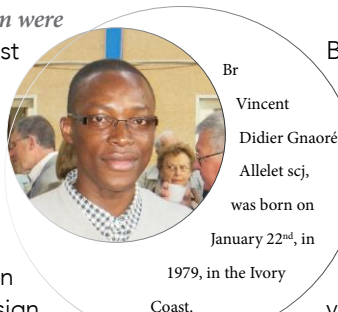 n were
st
B
Br
Vincent
Didier Gnaoré
Allelet scj,
was born on
January 22nd, in
1979, in the Ivory
Coast.
n
sign
y